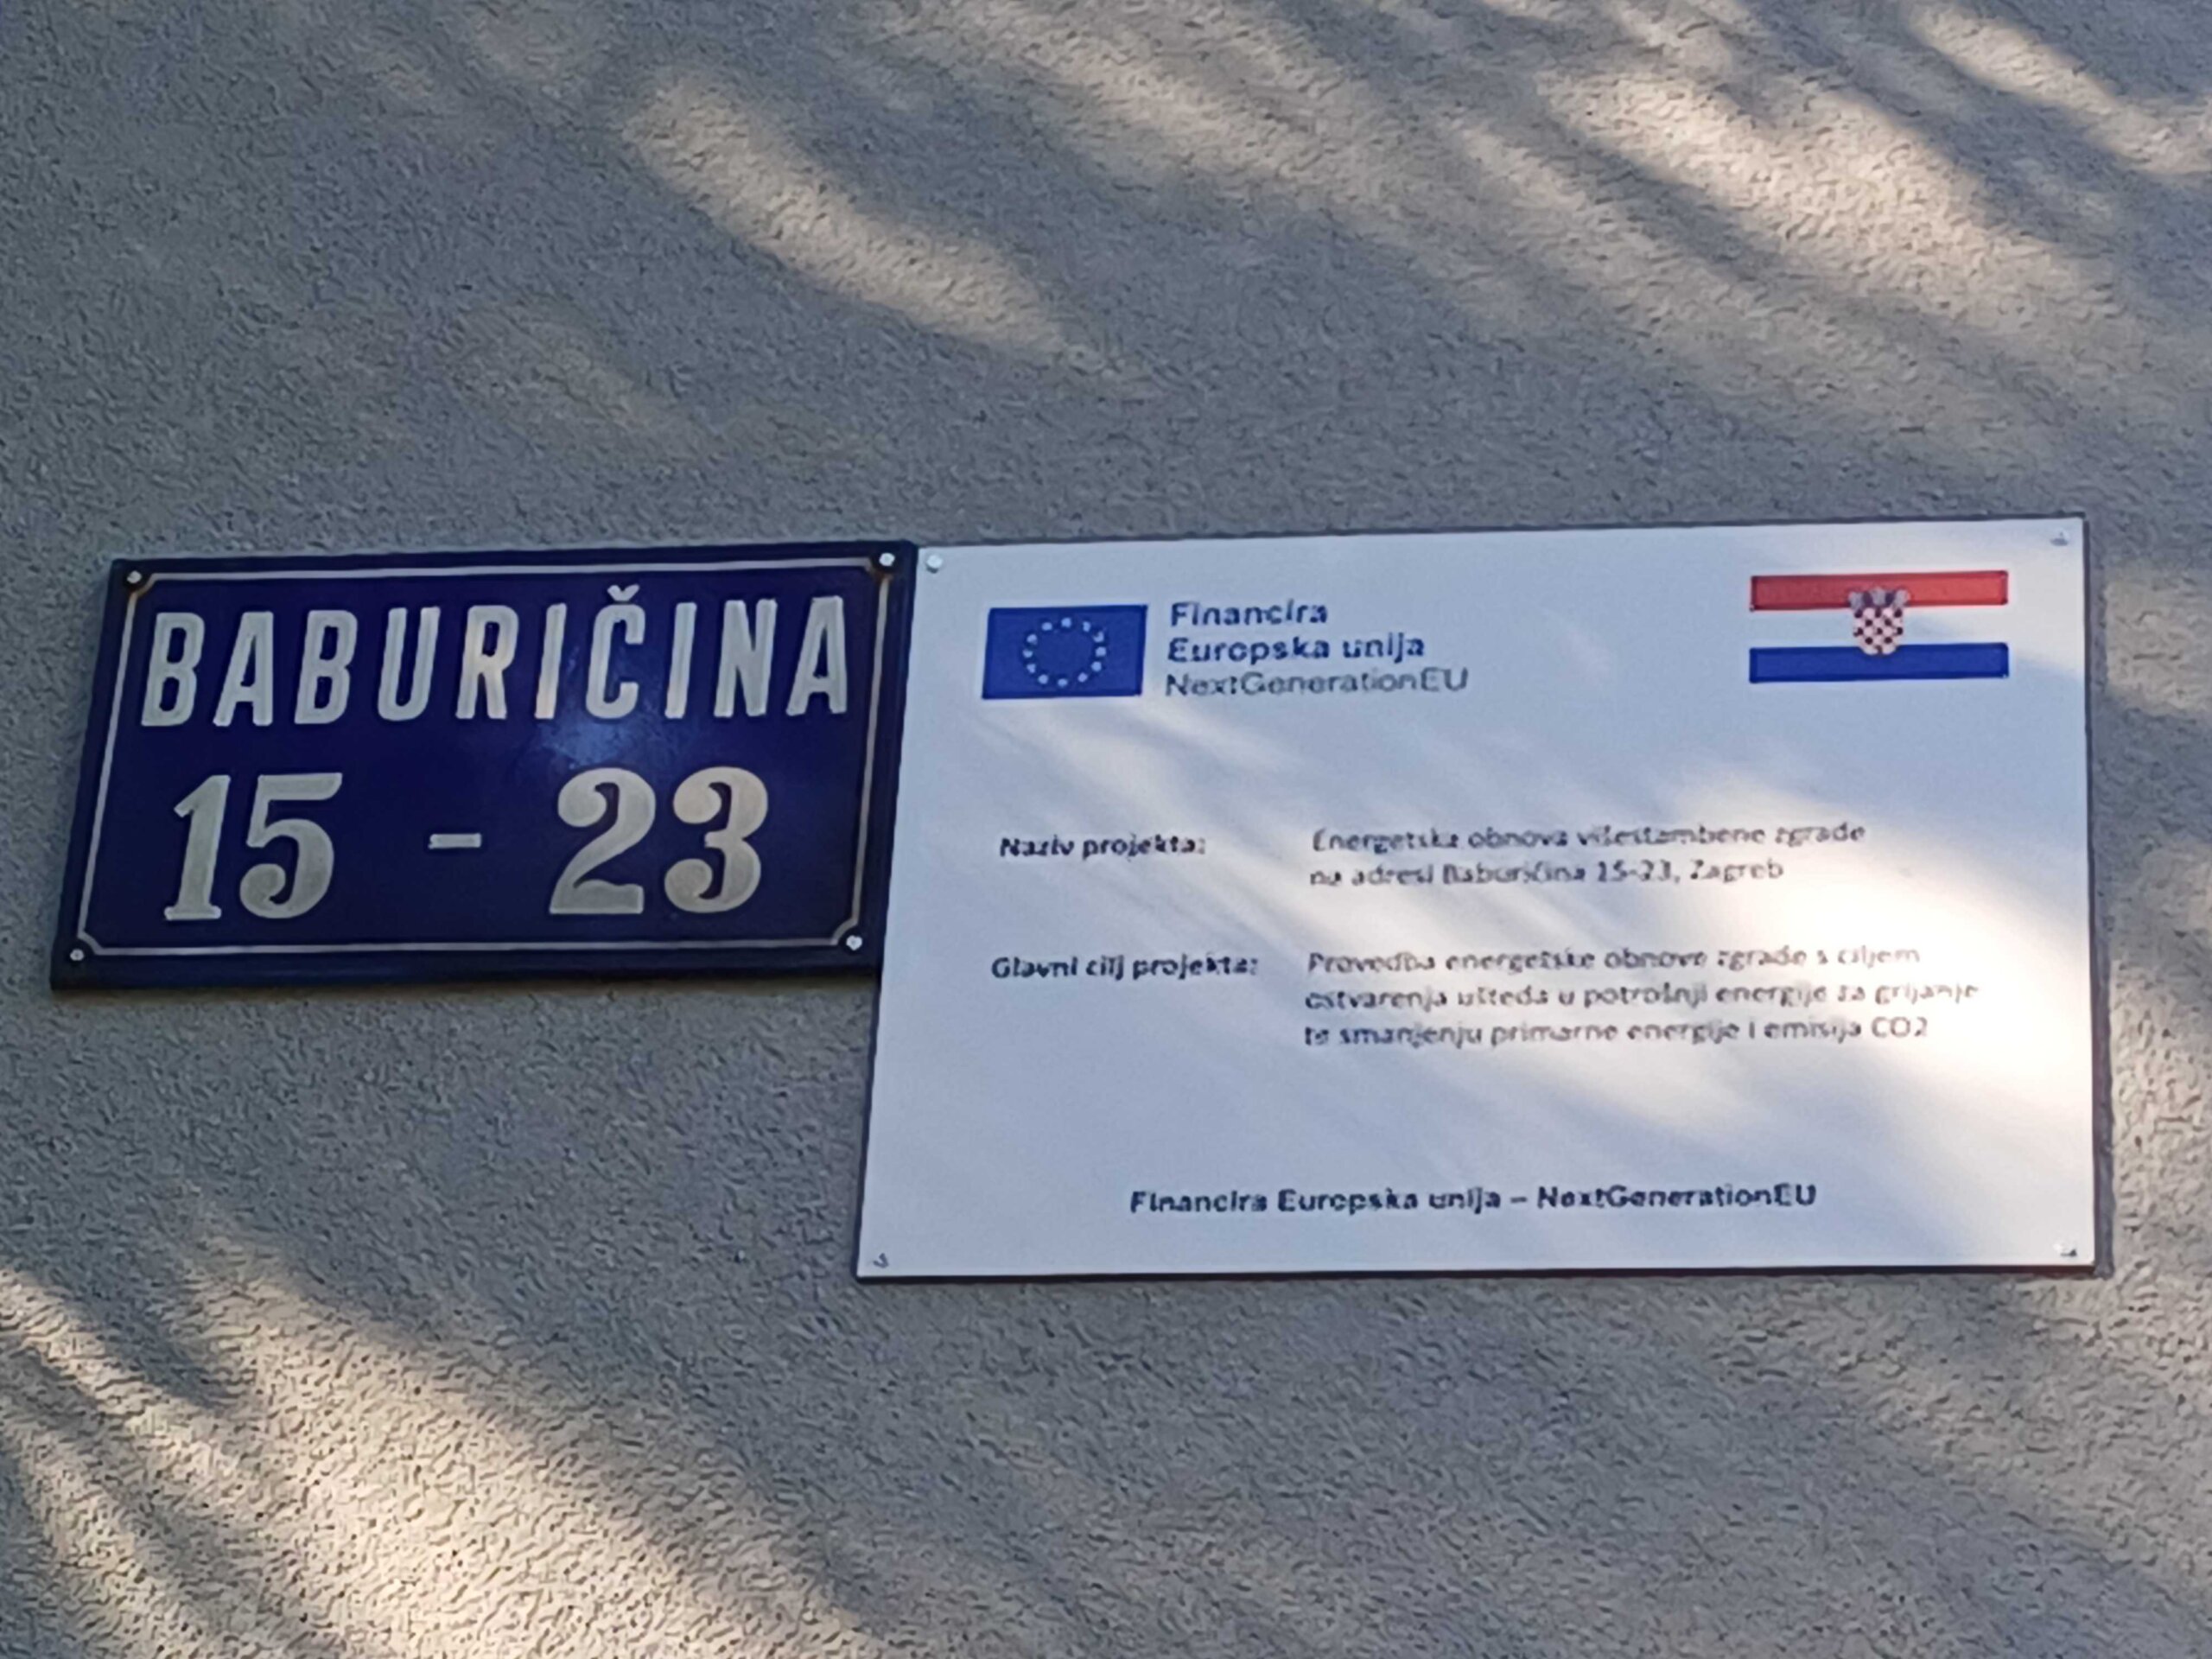 BABURIČINA
15 - 23
Financira
Europska unija
NextGenerationEU
Naziv projekta:
Energetska obnova višestambene zgrade
na adresi Baburičina 15-23, Zagreb
Glavni cilj projekta:
Provedba energetske obnove zgrade s ciljem
ostvarenja ušteda u potrošnji energije za grijanje
te smanjenju primarne energije i emisija CO2
Financira Europska unija – NextGenerationEU